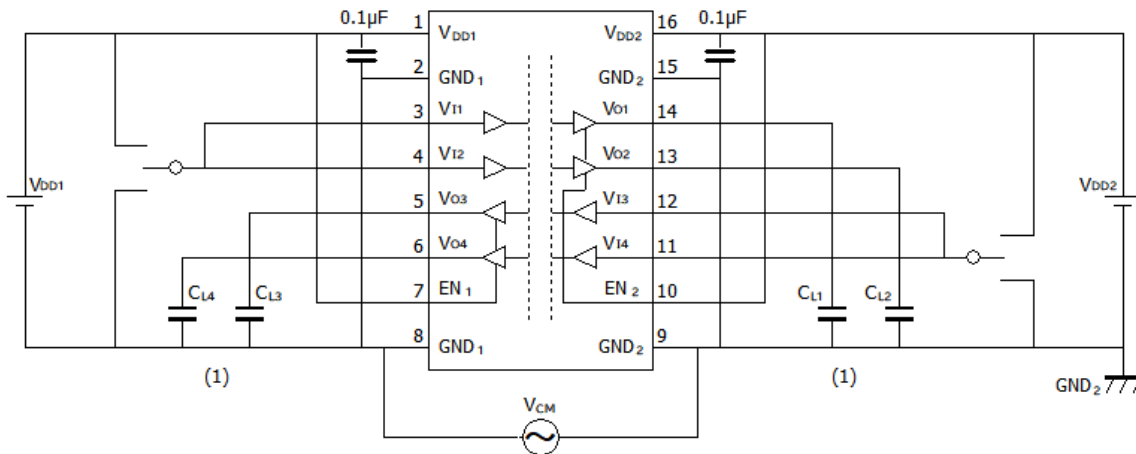 0.1μF
1
16
0.1μF
VDD1
VDD2
2
15
GND1
GND2
3
VI1
VO1
14
4
VI2
VO2
13
VDD1
VDD2
5
VO3
VI3
12
6
VO4
VI4
11
7
EN1
EN2
10
CL4
CL3
CL1
CL2
8
GND1
GND2
9
(1)
(1)
GND2
VCM